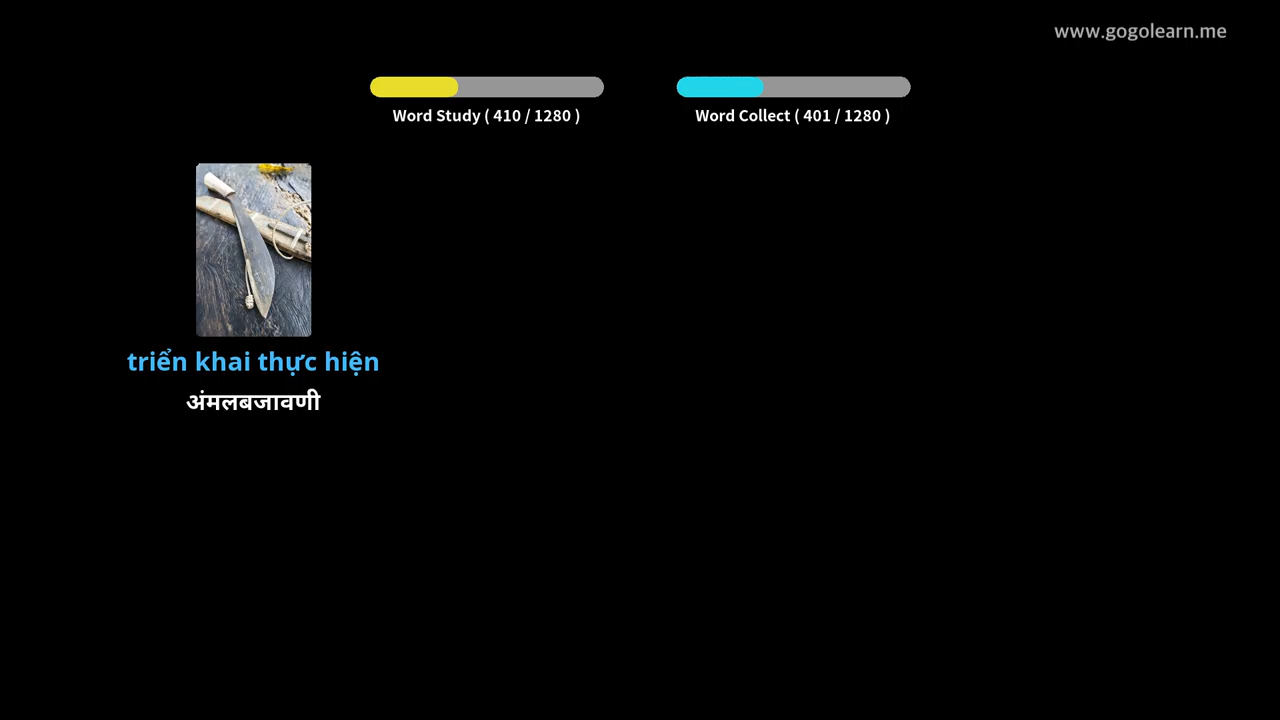 www.gogolearn.me
Word Study ( 410 / 1280 )
Word Collect ( 401 / 1280 )
triển khai thực hiện
अंमलबजावणी